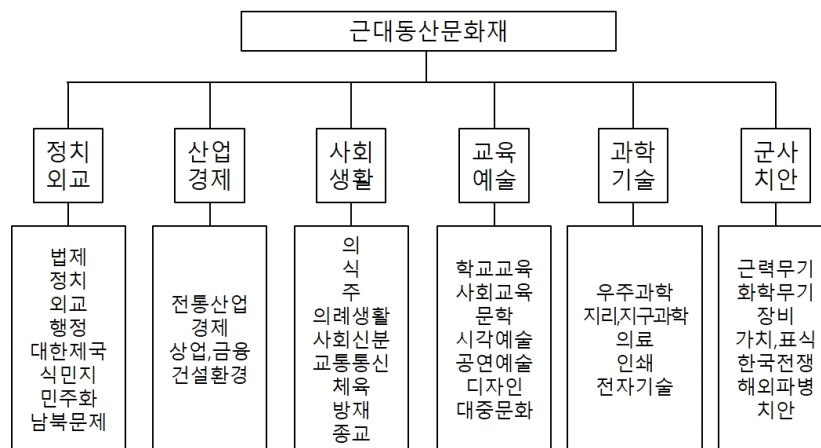 근대동산문화재
정치
외교
산업
경제
사회
생활
교육
예술
과학
기술
군사
치안
법제
정치
외교
행정
대한제국
식민지
민주화
남북문제
전통산업
경제
상업,금융
건설환경
의
식
주
의례생활
사회신분
교통통신
체육
방재
종교
학교교육
사회교육
문학
시각예술
공연예술
디자인
대중문화
우주과학
지리,지구과학
의료
인쇄
전자기술
근력무기
화학무기
장비
가치,표식
한국전쟁
해외파병
치안